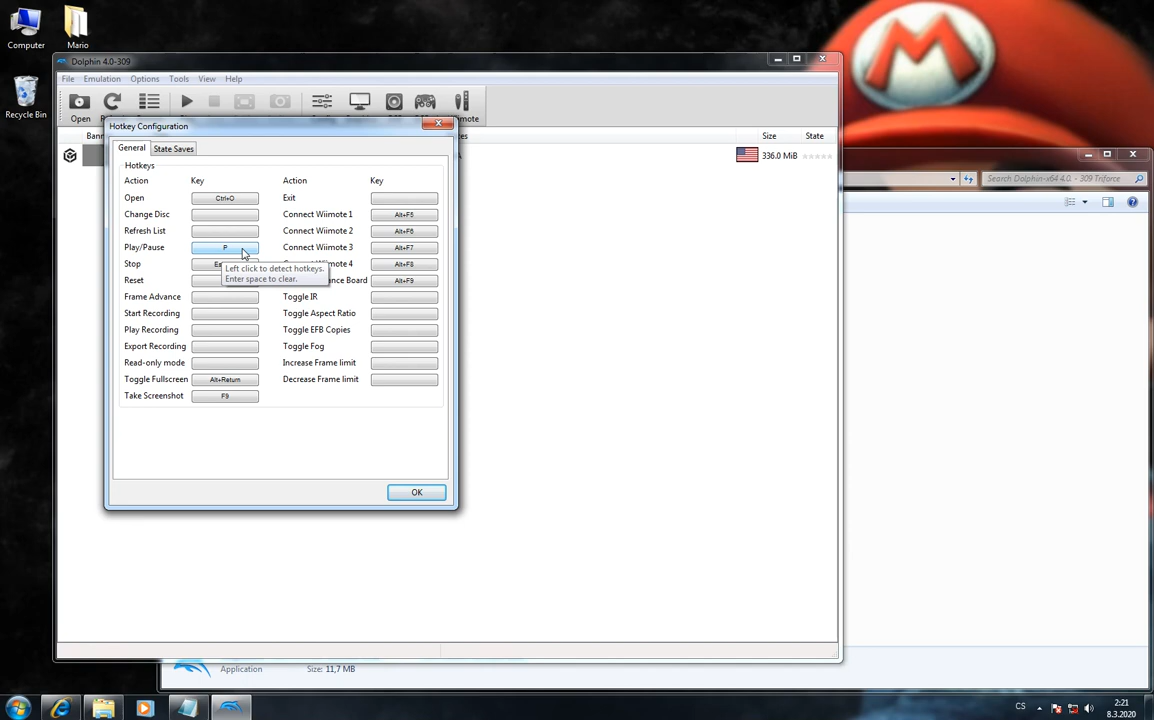 Computer
Mario
Recycle Bin
Dolphin 4.0-309
File Emulation Options Tools View Help
Open
Hotkey Configuration
General State Saves
Hotkeys
Action Key Action Key
Open Ctrl+O Exit
Change Disc Connect Wiimote 1 Alt+F5
Refresh List Connect Wiimote 2 Alt+F6
Play/Pause P Connect Wiimote 3 Alt+F7
Stop Alt+F8
Left click to detect hotkeys.
Enter space to clear.
Reset Board Alt+F9
Frame Advance Toggle IR
Start Recording Toggle Aspect Ratio
Play Recording Toggle EFB Copies
Export Recording Toggle Fog
Read-only mode Increase Frame limit
Toggle Fullscreen Alt+Return Decrease Frame limit
Take Screenshot F9
OK
Size State
336.0 MiB
Search Dolphin-x64 4.0. - 309 Triforce
Application Size: 11,7 MB
CS
2:21
8.3.2020
M